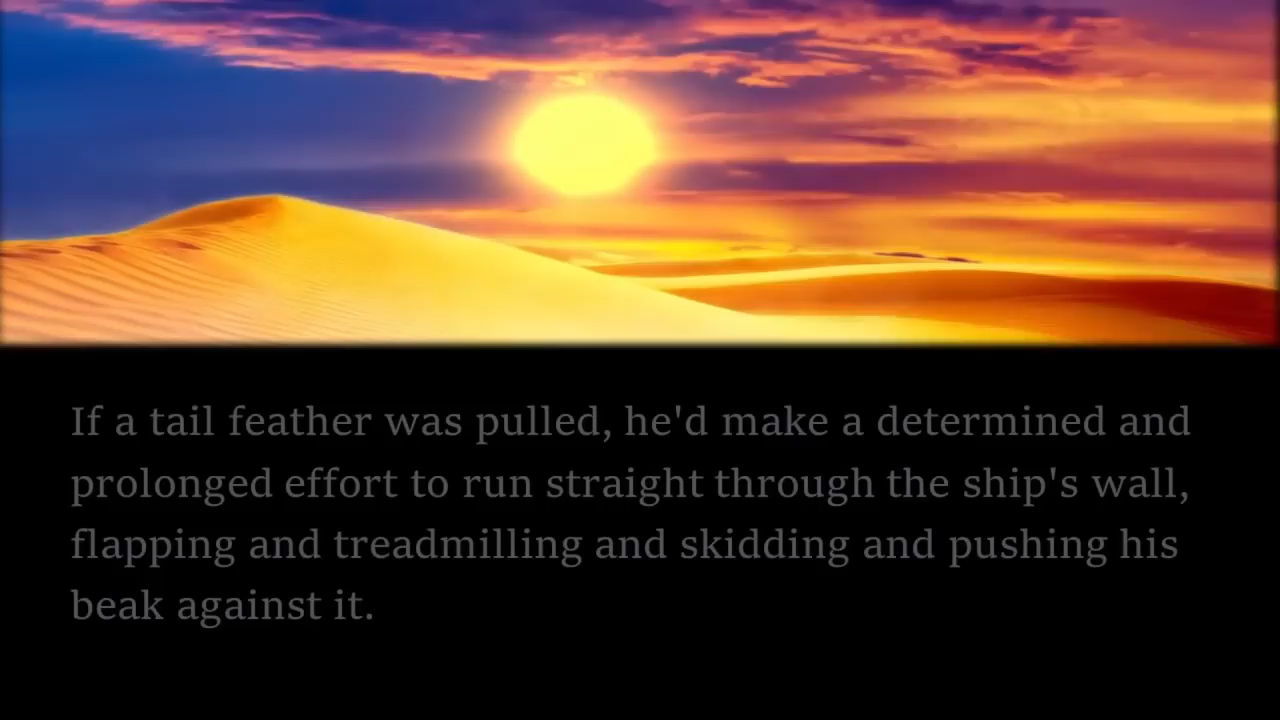 If a tail feather was pulled, he'd make a determined and
prolonged effort to run straight through the ship's wall,
flapping and treadmilling and skidding and pushing his
beak against it.